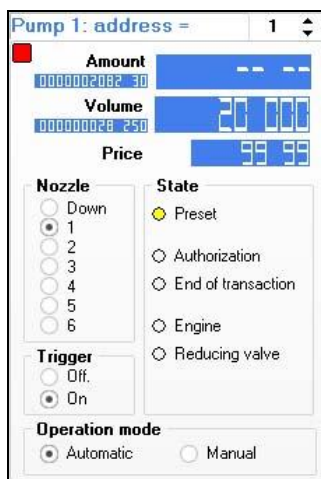 Pump 1: address = 1
Amount -- --
0000002082 30
Volume 20 000
000000028 250
Price 99 99
Nozzle
Down
1
2
3
4
5
6
State
Preset
Authorization
End of transaction
Engine
Reducing valve
Trigger
Off.
On
Operation mode
Automatic Manual